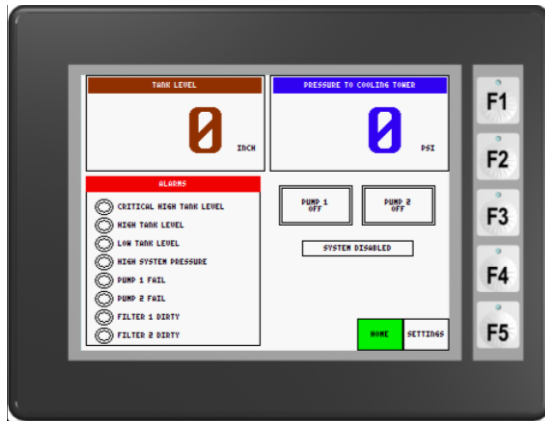 TANK LEVEL
0
INCH
PRESSURE TO COOLING TOWER
0
PSI
ALARMS
CRITICAL HIGH TANK LEVEL
HIGH TANK LEVEL
LOW TANK LEVEL
HIGH SYSTEM PRESSURE
PUMP 1 FAIL
PUMP 2 FAIL
FILTER 1 DIRTY
FILTER 2 DIRTY
PUMP 1
OFF
PUMP 2
OFF
SYSTEM DISABLED
HOME
SETTINGS
F1
F2
F3
F4
F5